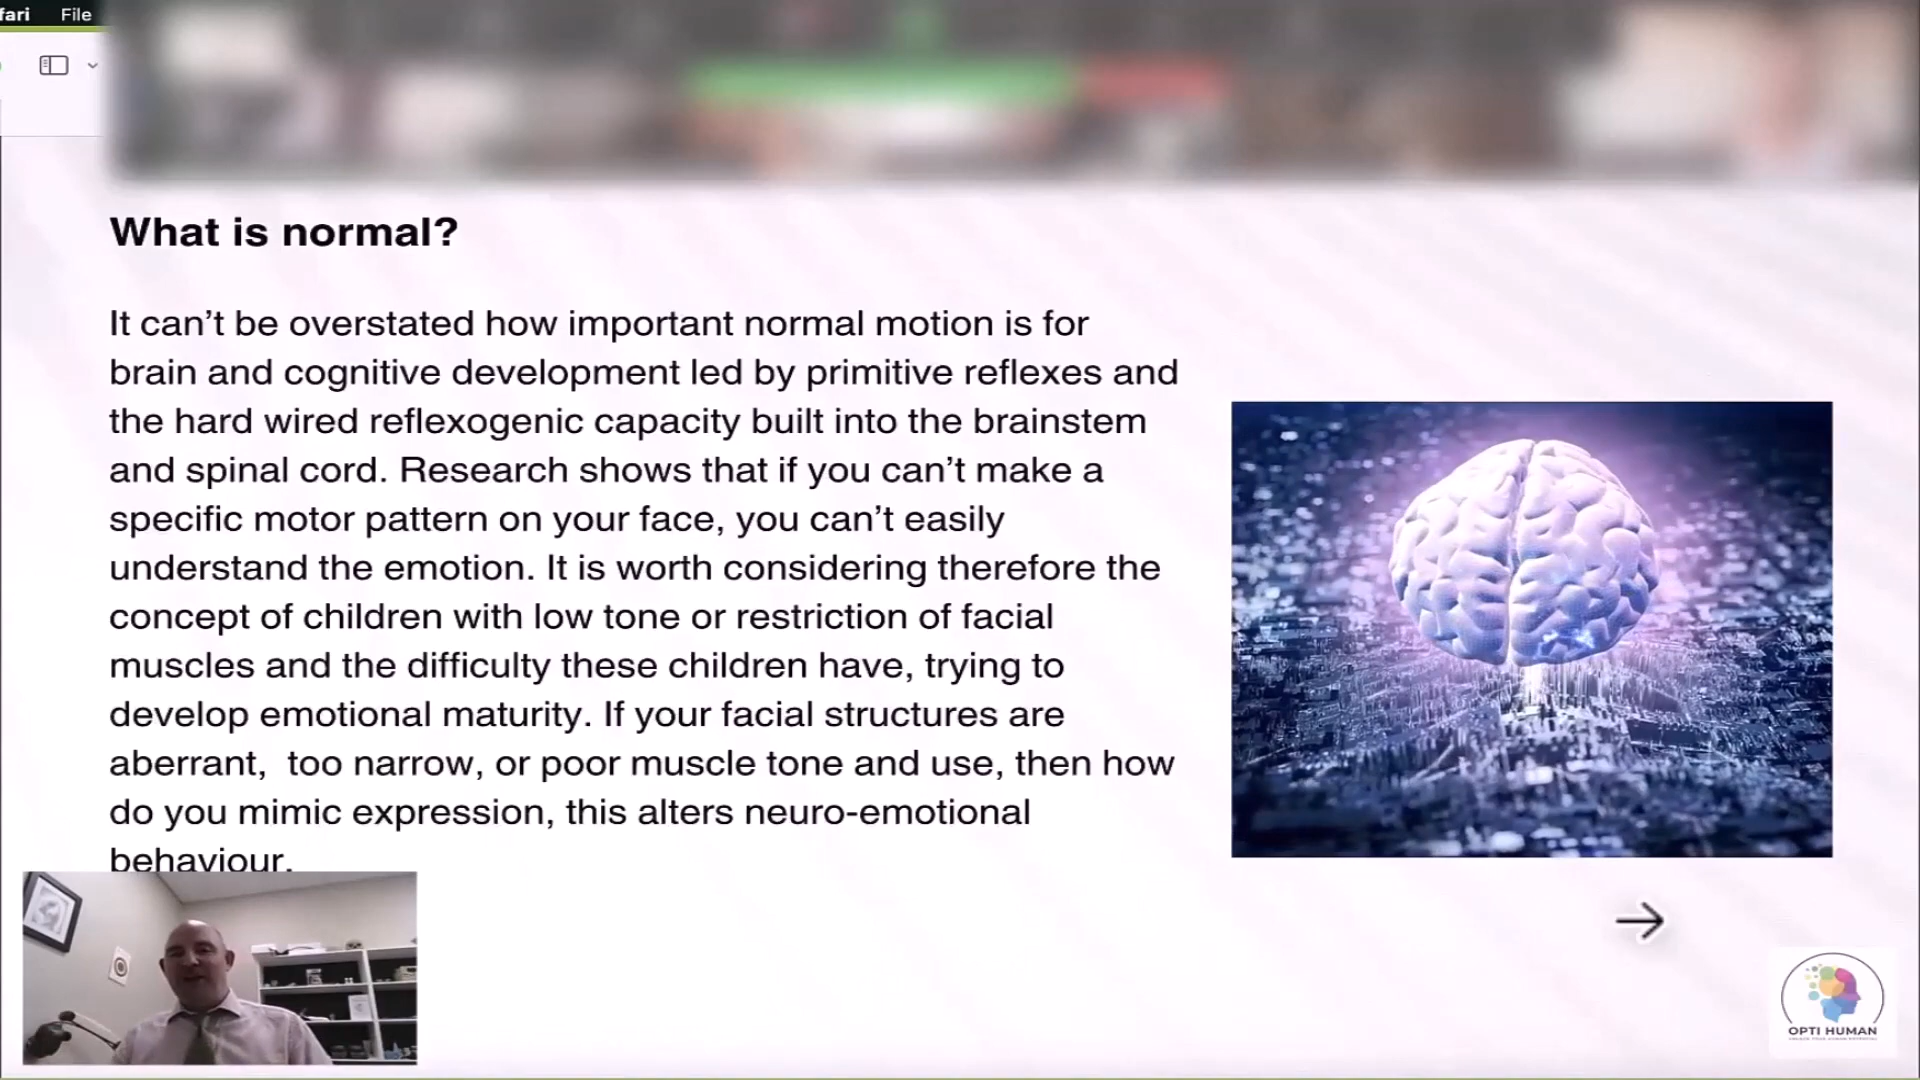 fari File
What is normal?
It can’t be overstated how important normal motion is for
brain and cognitive development led by primitive reflexes and
the hard wired reflexogenic capacity built into the brainstem
and spinal cord. Research shows that if you can’t make a
specific motor pattern on your face, you can’t easily
understand the emotion. It is worth considering therefore the
concept of children with low tone or restriction of facial
muscles and the difficulty these children have, trying to
develop emotional maturity. If your facial structures are
aberrant,  too narrow, or poor muscle tone and use, then how
do you mimic expression, this alters neuro-emotional
behaviour.
OPTI HUMAN